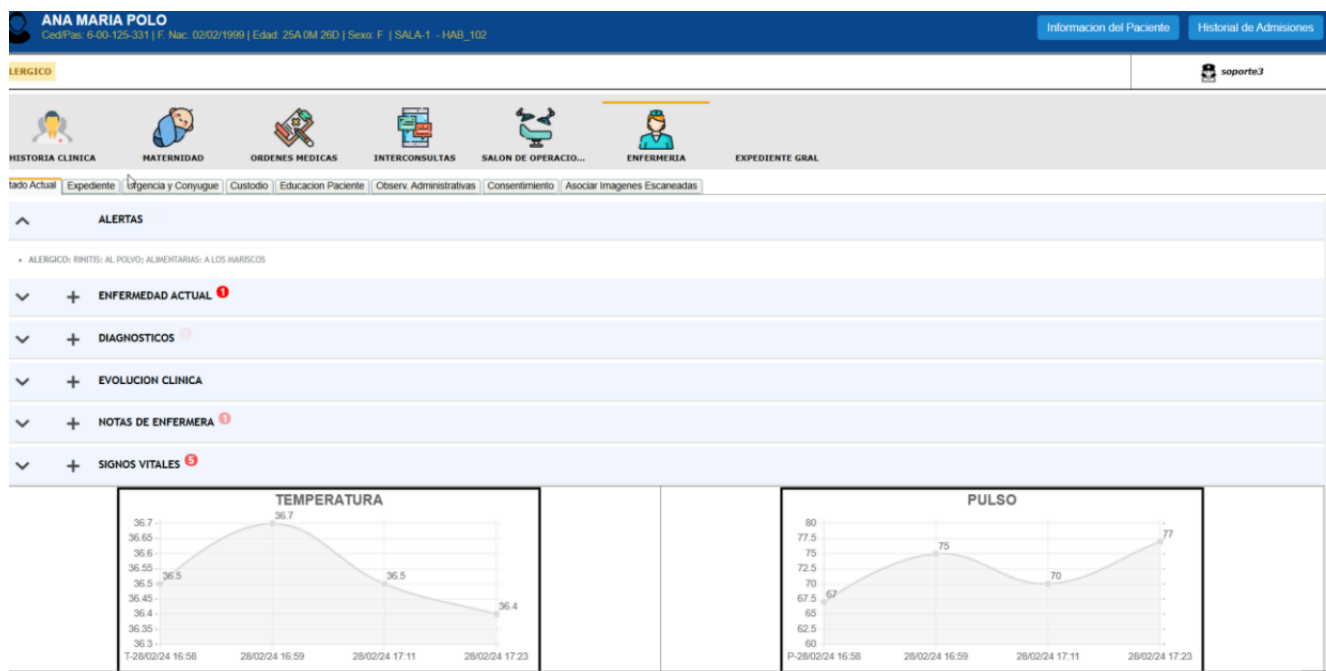 ANA MARIA POLO
Ced/Pas: 6-00-125-331 | F. Nac. 02/02/1999 | Edad: 25A 0M 26D | Sexo: F | SALA-1 - HAB_102
Informacion del Paciente
Historial de Admisiones
LERGICO
soporte3
HISTORIA CLINICA
MATERNIDAD
ORDENES MEDICAS
INTERCONSULTAS
SALON DE OPERACIO...
ENFERMERIA
EXPEDIENTE GRAL
tado Actual
Expediente
Urgencia y Conyugue
Custodio
Educacion Paciente
Observ. Administrativas
Consentimiento
Asociar Imagenes Escaneadas
ALERTAS
ALERGICO: RINITIS: AL POLVO; ALIMENTARIAS: A LOS MARISCOS
ENFERMEDAD ACTUAL 1
DIAGNOSTICOS
EVOLUCION CLINICA
NOTAS DE ENFERMERA 1
SIGNOS VITALES 5
TEMPERATURA
36.7
36.65
36.6
36.55
36.5
36.45
36.4
36.35
36.3
36.5
36.7
36.5
36.4
T-28/02/24 16:58
28/02/24 16:59
28/02/24 17:11
28/02/24 17:23
PULSO
80
77.5
75
72.5
70
67.5
65
62.5
60
67
75
70
77
P-28/02/24 16:58
28/02/24 16:59
28/02/24 17:11
28/02/24 17:23